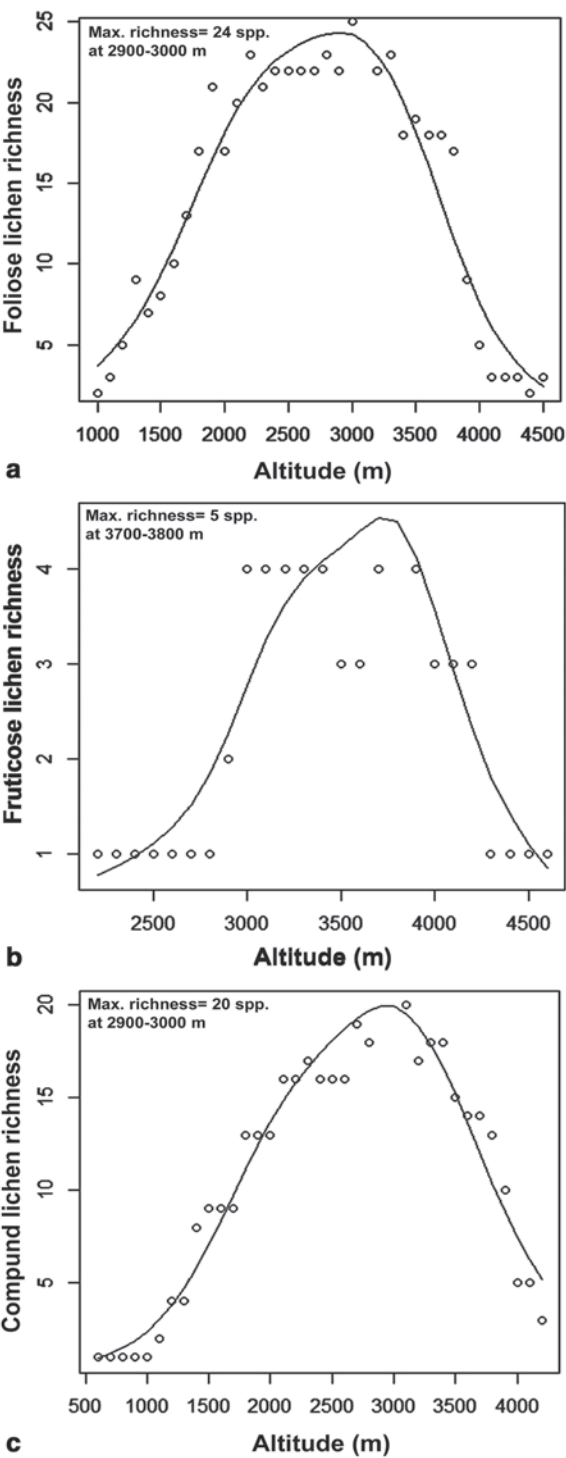 Max. richness= 24 spp.
at 2900-3000 m
Foliose lichen richness
25
20
15
10
5
1000 1500 2000 2500 3000 3500 4000 4500
Altitude (m)
a
Max. richness= 5 spp.
at 3700-3800 m
Fruticose lichen richness
4
3
2
1
2500 3000 3500 4000 4500
Altitude (m)
b
Max. richness= 20 spp.
at 2900-3000 m
Compund lichen richness
20
15
10
5
500 1000 1500 2000 2500 3000 3500 4000
Altitude (m)
c